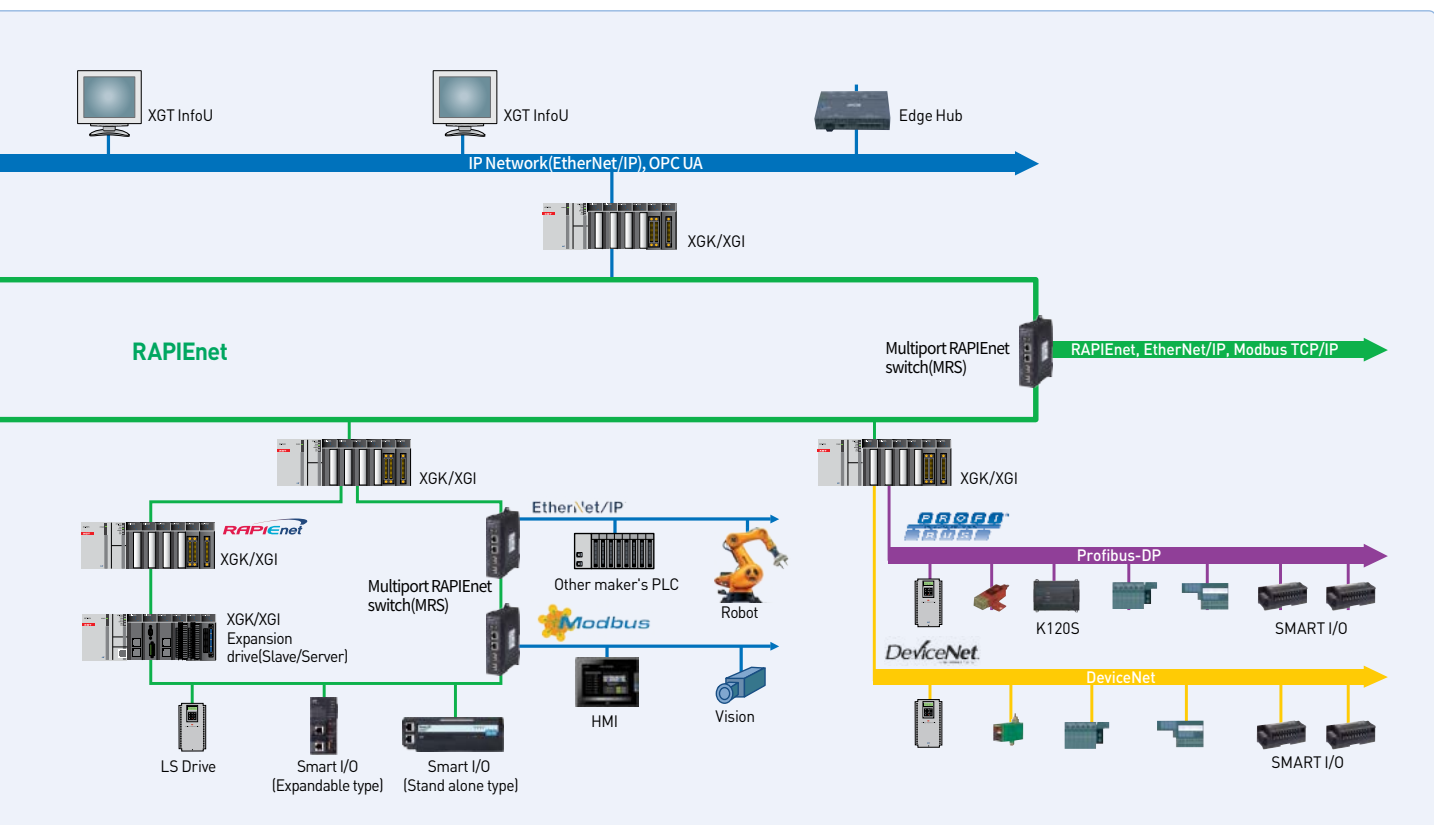 XGT InfoU
XGT InfoU
Edge Hub
IP Network(EtherNet/IP), OPC UA
XGK/XGI
RAPIEnet
Multiport RAPIEnet
switch(MRS)
RAPIEnet, EtherNet/IP, Modbus TCP/IP
XGK/XGI
XGK/XGI
EtherNet/IP
RAPIEnet
XGK/XGI
Other maker's PLC
Robot
Multiport RAPIEnet
switch(MRS)
PROFI
BUS
Profibus-DP
K120S
SMART I/O
XGK/XGI
Expansion
drive(Slave/Server)
Modbus
HMI
Vision
DeviceNet
DeviceNet
SMART I/O
LS Drive
Smart I/O
(Expandable type)
Smart I/O
(Stand alone type)